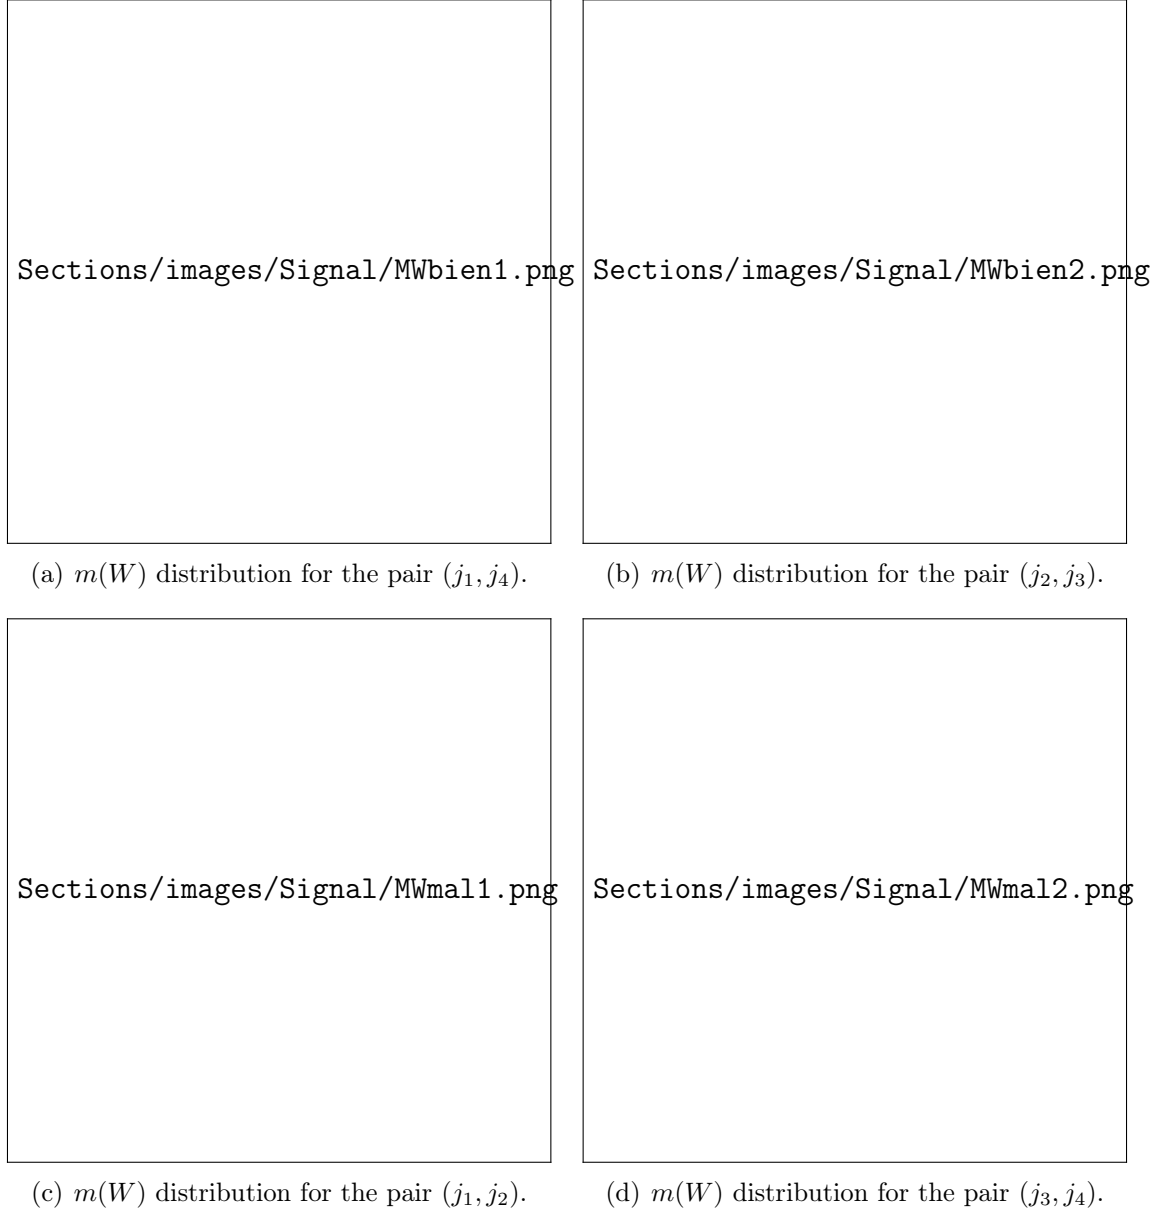 Sections/images/Signal/MWbien1.png
Sections/images/Signal/MWbien2.png
(a) m(W) distribution for the pair (j₁, j₄).
(b) m(W) distribution for the pair (j₂, j₃).
Sections/images/Signal/MWmal1.png
Sections/images/Signal/MWmal2.png
(c) m(W) distribution for the pair (j₁, j₂).
(d) m(W) distribution for the pair (j₃, j₄).